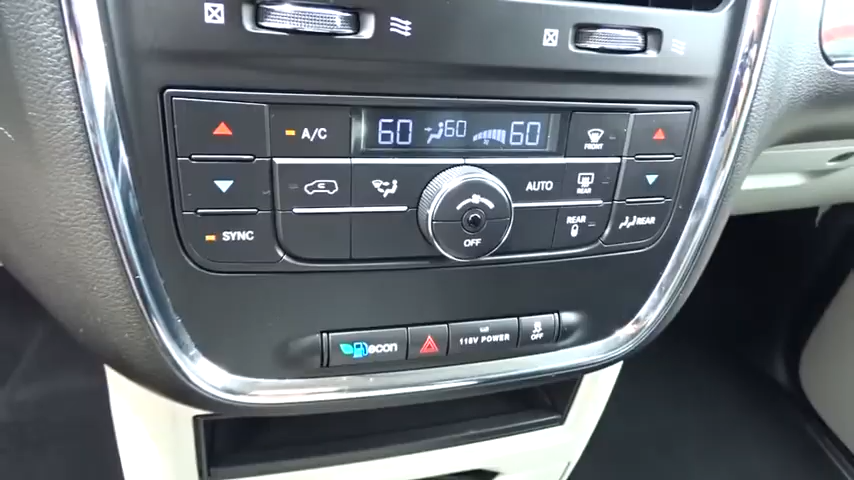 A/C 60 60 60 FRONT
AUTO REAR
SYNC OFF REAR REAR
econ 115V POWER OFF